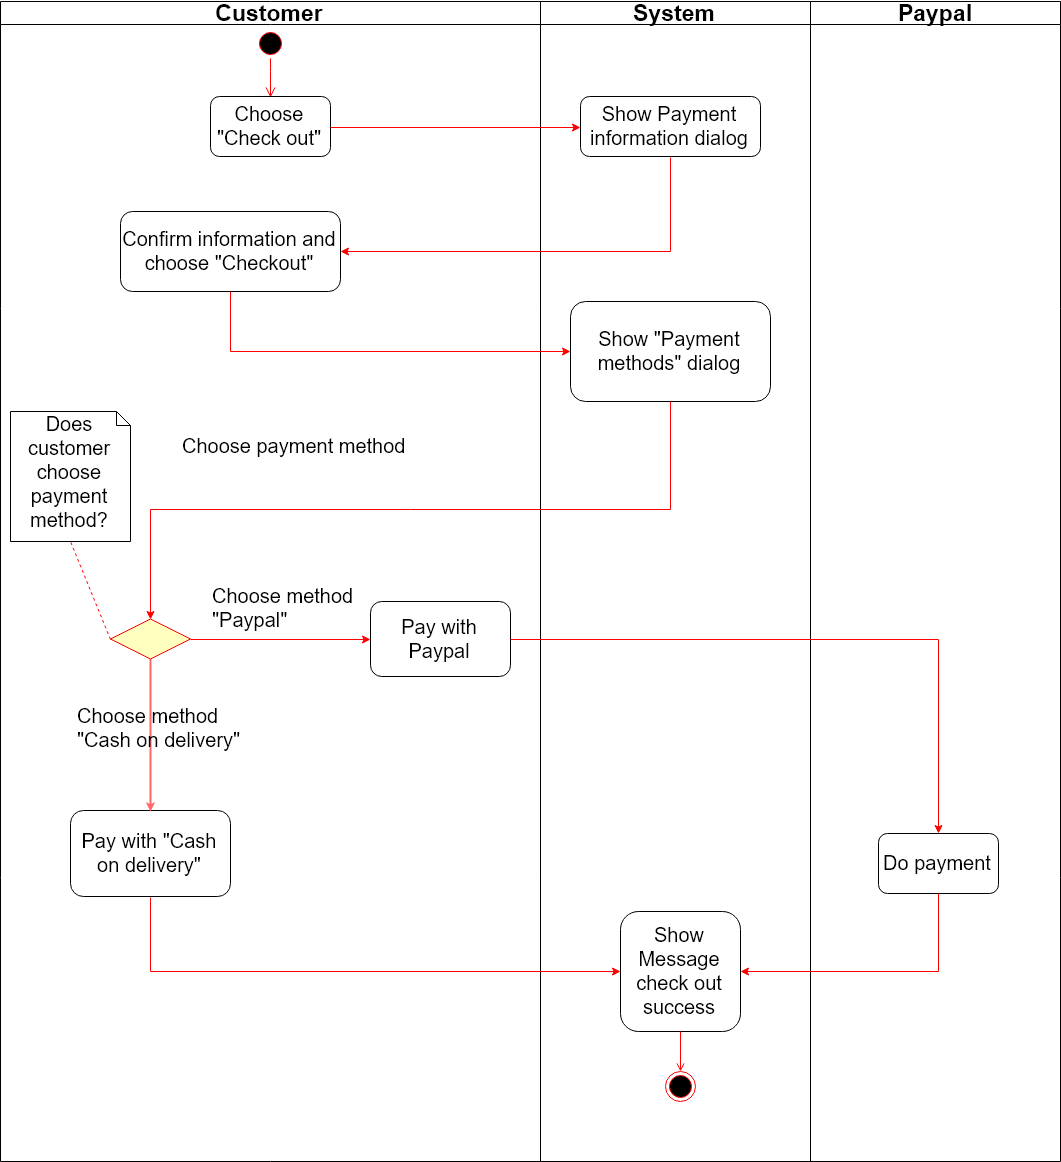 Customer
System
Paypal
Choose
"Check out"
Show Payment
information dialog
Confirm information and
choose "Checkout"
Show "Payment
methods" dialog
Does
customer
choose
payment
method?
Choose payment method
Choose method
"Paypal"
Pay with
Paypal
Choose method
"Cash on delivery"
Pay with "Cash
on delivery"
Do payment
Show
Message
check out
success